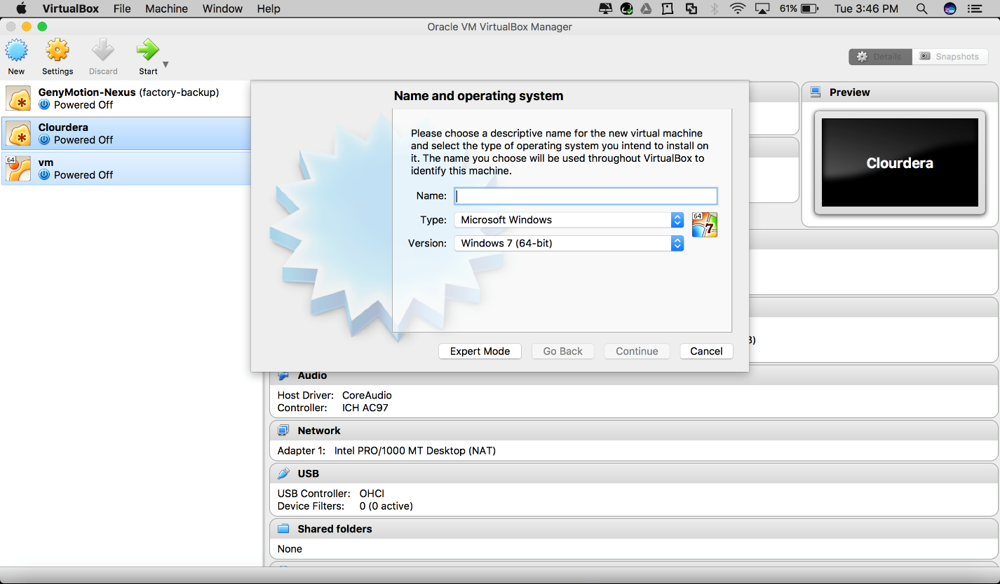 VirtualBox File Machine Window Help 61% Tue 3:46 PM
Oracle VM VirtualBox Manager
New Settings Discard Start Details Snapshots
GenyMotion-Nexus (factory-backup)
Powered Off
Clourdera
Powered Off
64
vm
Powered Off
Name and operating system
Please choose a descriptive name for the new virtual machine
and select the type of operating system you intend to install on
it. The name you choose will be used throughout VirtualBox to
identify this machine.
Name:
Type: Microsoft Windows
64
7
Version: Windows 7 (64-bit)
Expert Mode Go Back Continue Cancel
Preview
Clourdera
B)
Audio
Host Driver: CoreAudio
Controller: ICH AC97
Network
Adapter 1: Intel PRO/1000 MT Desktop (NAT)
USB
USB Controller: OHCI
Device Filters: 0 (0 active)
Shared folders
None